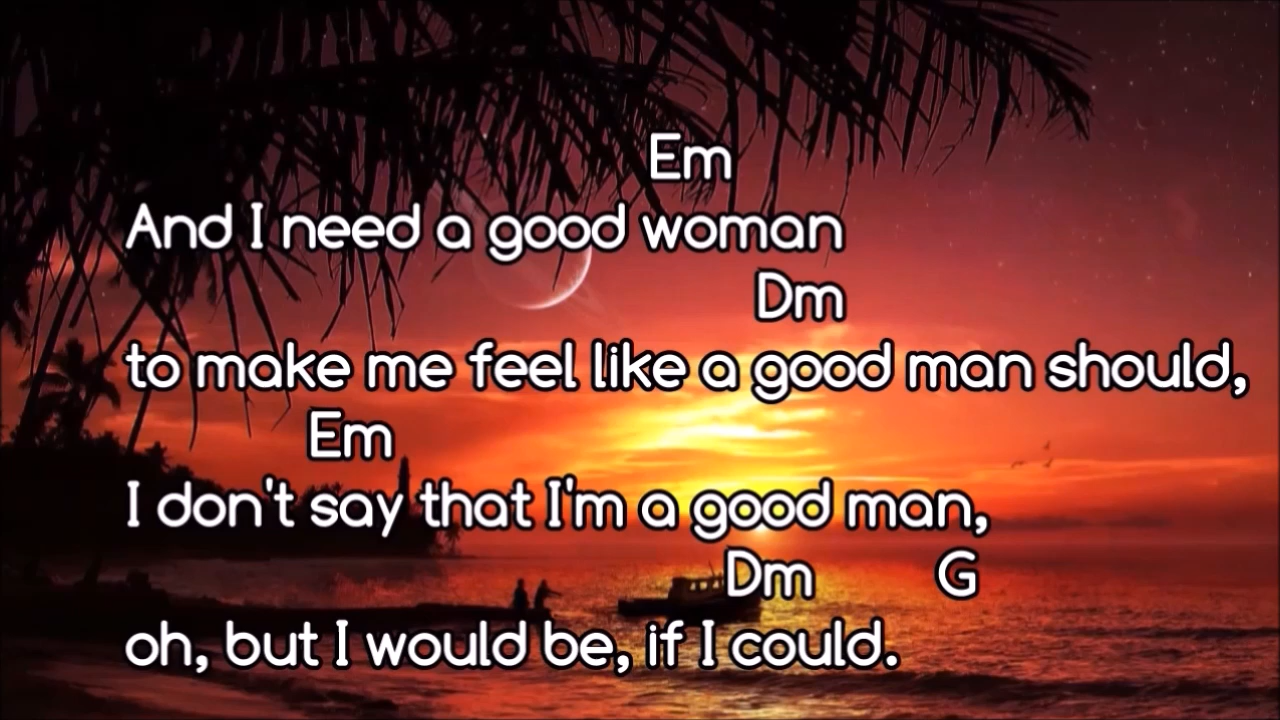 Em
And I need a good woman
Dm
to make me feel like a good man should,
Em
I don't say that I'm a good man,
Dm G
oh, but I would be, if I could.